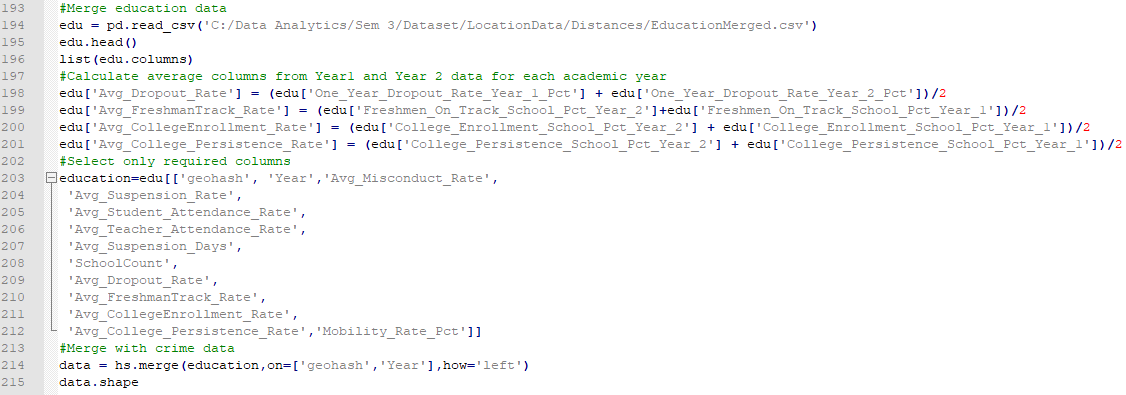 193 #Merge education data
194 edu = pd.read_csv('C:/Data Analytics/Sem 3/Dataset/LocationData/Distances/EducationMerged.csv')
195 edu.head()
196 list(edu.columns)
197 #Calculate average columns from Year1 and Year 2 data for each academic year
198 edu['Avg_Dropout_Rate'] = (edu['One_Year_Dropout_Rate_Year_1_Pct'] + edu['One_Year_Dropout_Rate_Year_2_Pct'])/2
199 edu['Avg_FreshmanTrack_Rate'] = (edu['Freshmen_On_Track_School_Pct_Year_2']+edu['Freshmen_On_Track_School_Pct_Year_1'])/2
200 edu['Avg_CollegeEnrollment_Rate'] = (edu['College_Enrollment_School_Pct_Year_2'] + edu['College_Enrollment_School_Pct_Year_1'])/2
201 edu['Avg_College_Persistence_Rate'] = (edu['College_Persistence_School_Pct_Year_2'] + edu['College_Persistence_School_Pct_Year_1'])/2
202 #Select only required columns
203 education=edu[['geohash', 'Year','Avg_Misconduct_Rate',
204 'Avg_Suspension_Rate',
205 'Avg_Student_Attendance_Rate',
206 'Avg_Teacher_Attendance_Rate',
207 'Avg_Suspension_Days',
208 'SchoolCount',
209 'Avg_Dropout_Rate',
210 'Avg_FreshmanTrack_Rate',
211 'Avg_CollegeEnrollment_Rate',
212 'Avg_College_Persistence_Rate','Mobility_Rate_Pct']]
213 #Merge with crime data
214 data = hs.merge(education,on=['geohash','Year'],how='left')
215 data.shape